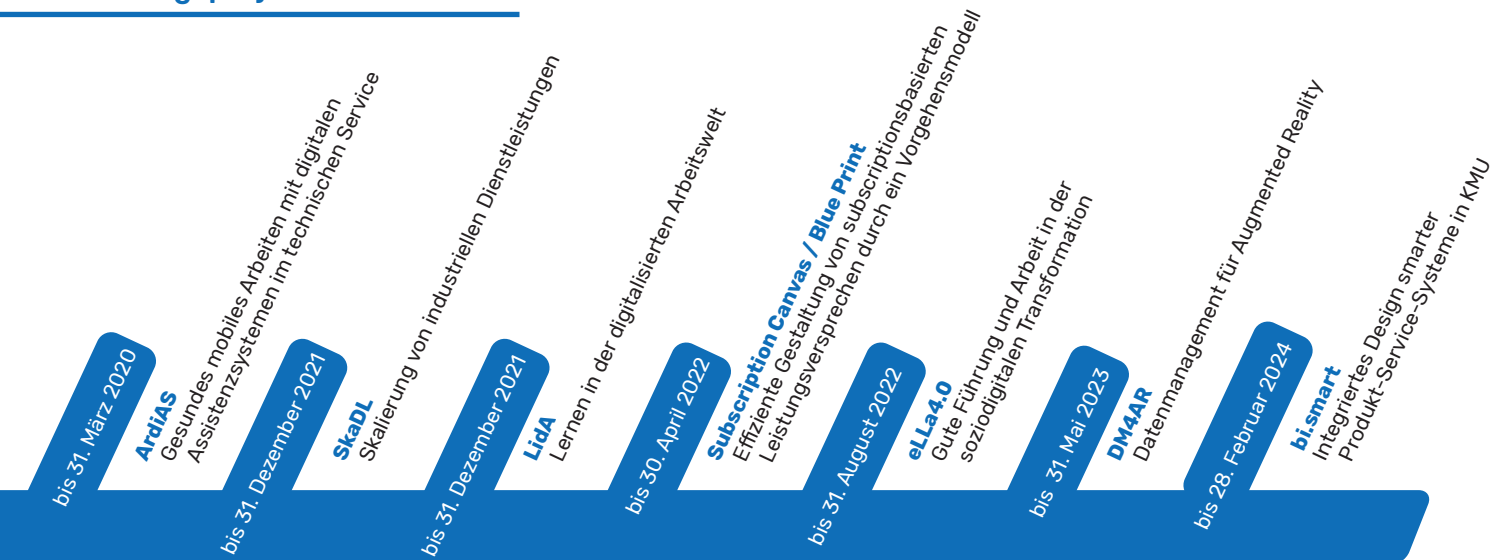 bis 31. März 2020
ArdiAS
Gesundes mobiles Arbeiten mit digitalen
Assistenzsystemen im technischen Service
bis 31. Dezember 2021
SkaDL
Skalierung von industriellen Dienstleistungen
bis 31. Dezember 2021
LidA
Lernen in der digitalisierten Arbeitswelt
bis 30. April 2022
Subscription Canvas / Blue Print
Effiziente Gestaltung von subscriptionsbasierten
Leistungsversprechen durch ein Vorgehensmodell
bis 31. August 2022
eLLa4.0
Gute Führung und Arbeit in der
soziodigitalen Transformation
bis 31. Mai 2023
DM4AR
Datenmanagement für Augmented Reality
bis 28. Februar 2024
bi.smart
Integriertes Design smarter
Produkt-Service-Systeme in KMU